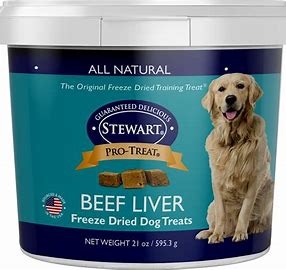 ALL NATURAL
The Original Freeze Dried Training Treat®
GUARANTEED DELICIOUS
STEWART®
PRO-TREAT®
BEEF LIVER
Freeze Dried Dog Treats
NET WEIGHT 21 oz / 595.3 g